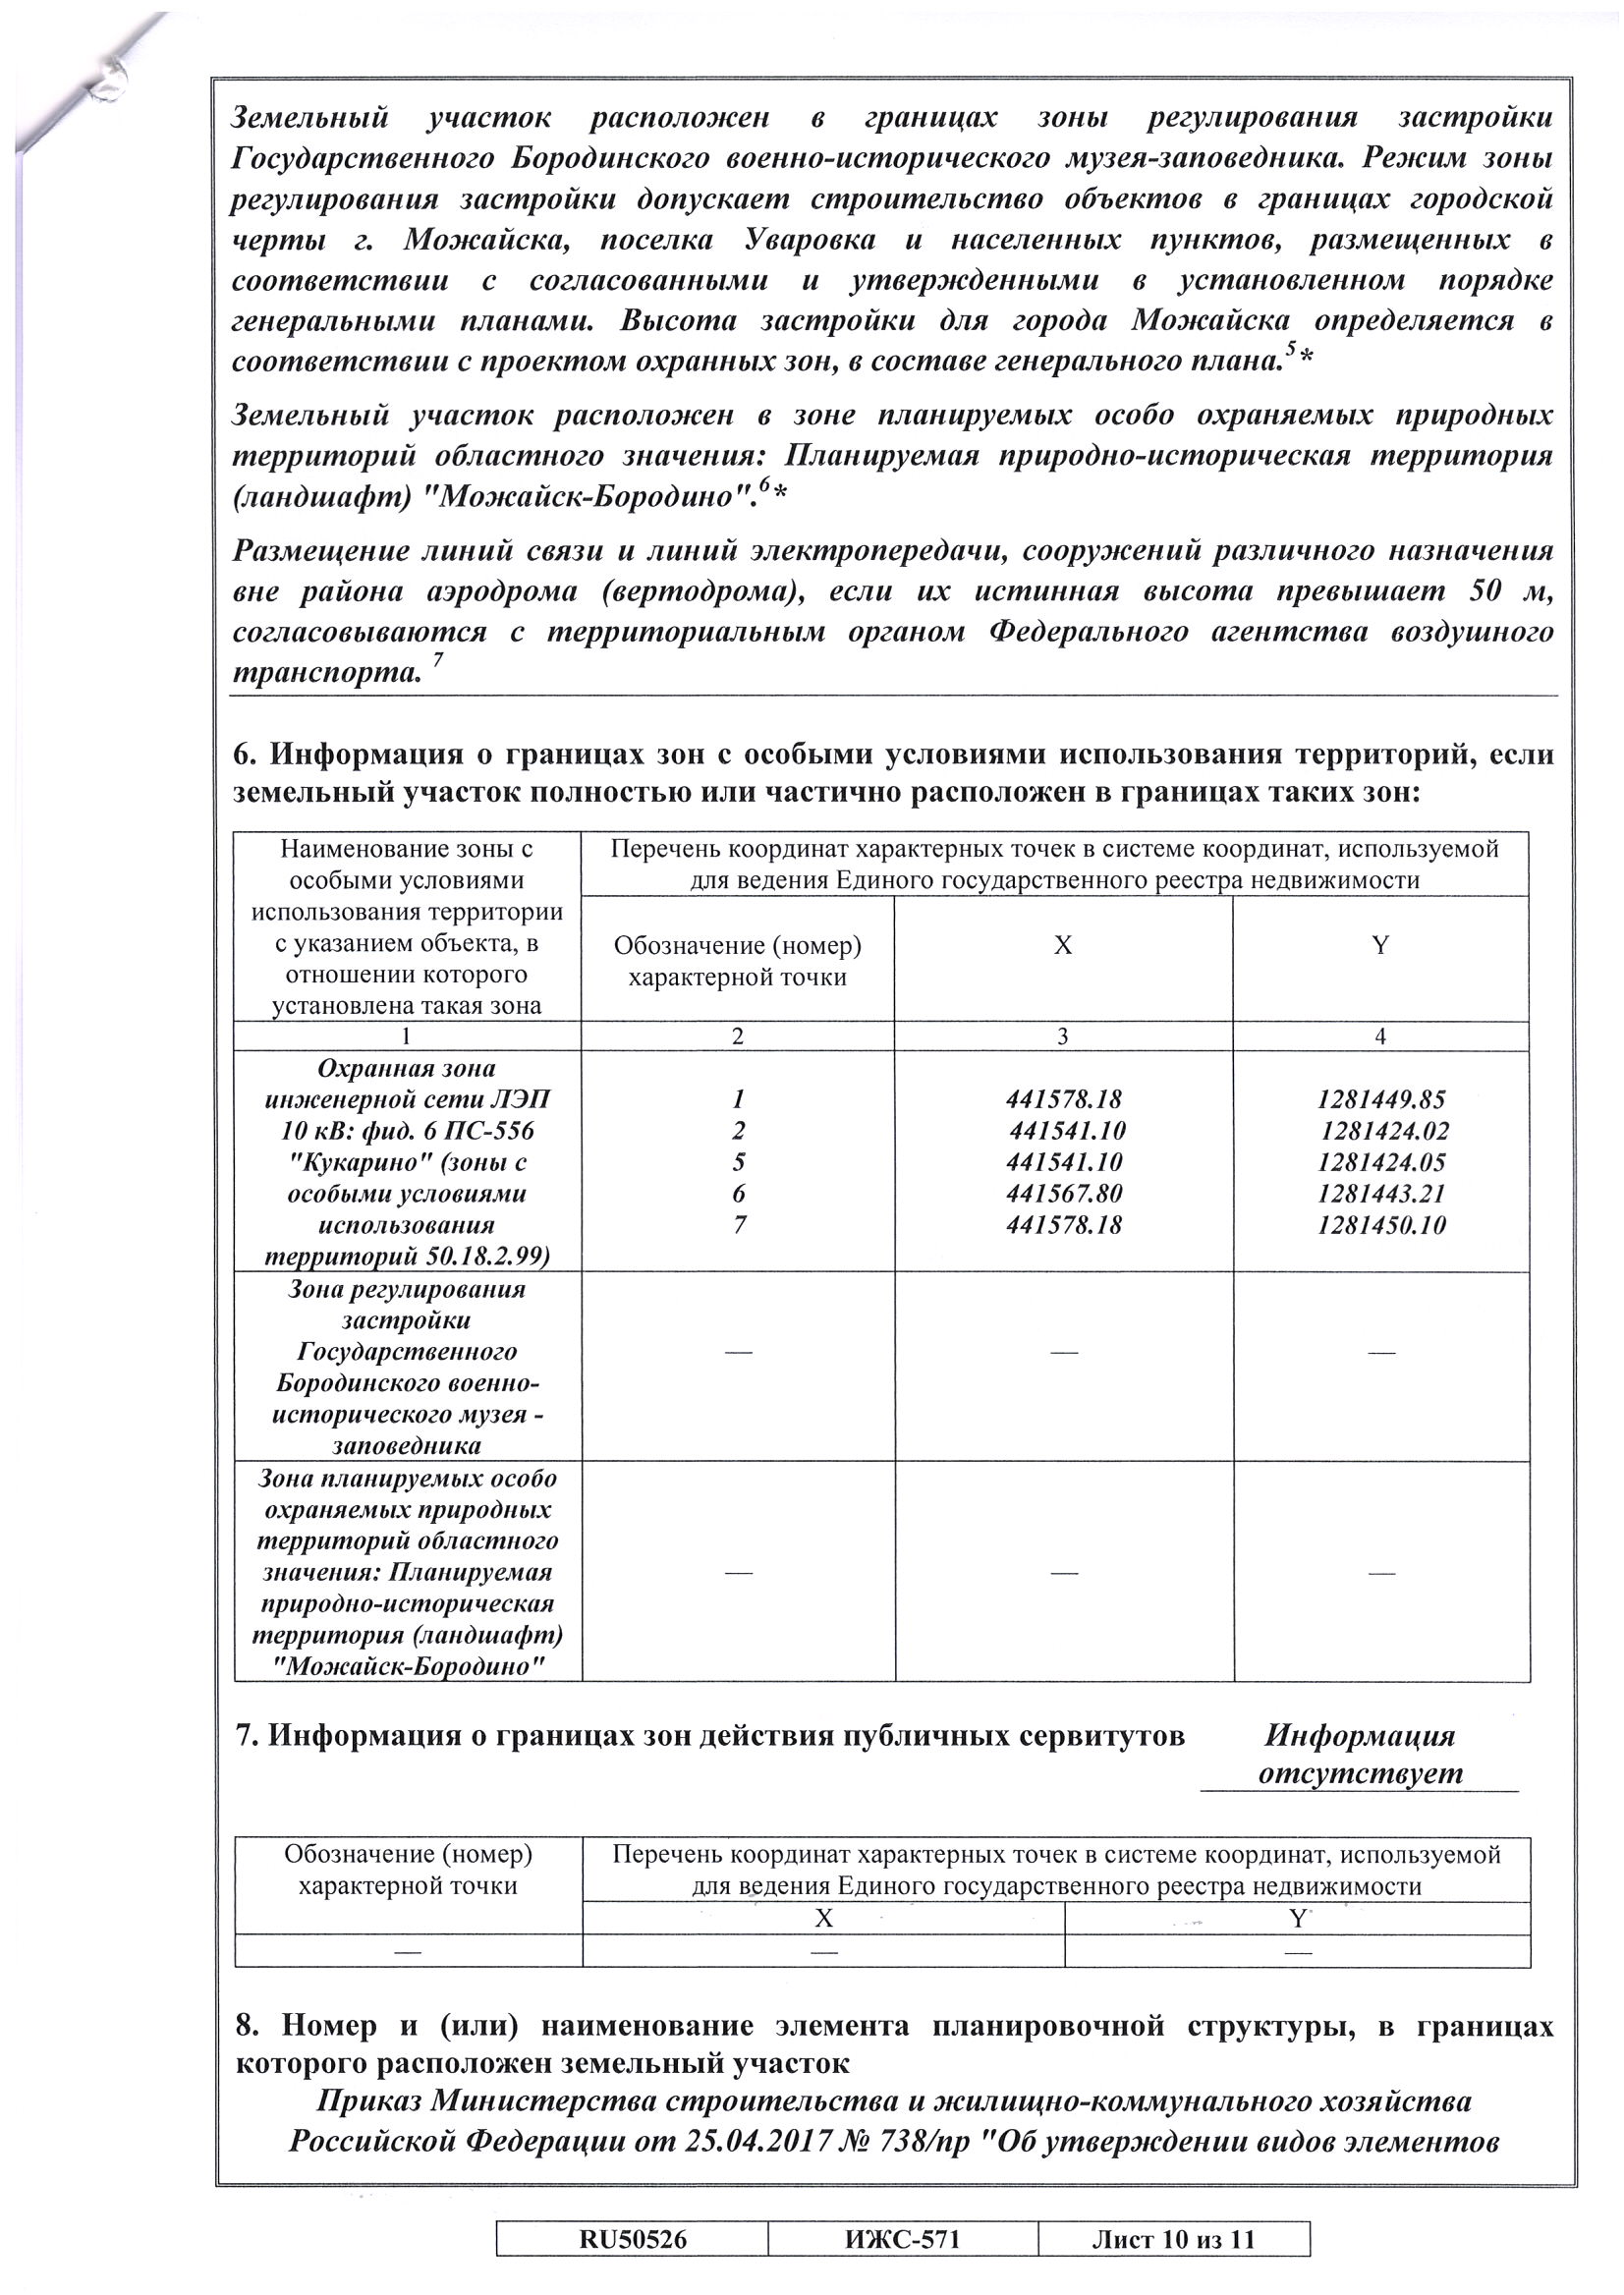 Земельный участок расположен в границах зоны регулирования застройки
Государственного Бородинского военно-исторического музея-заповедника. Режим зоны
регулирования застройки допускает строительство объектов в границах городской
черты г. Можайска, поселка Уваровка и населенных пунктов, размещенных в
соответствии с согласованными и утвержденными в установленном порядке
генеральными планами. Высота застройки для города Можайска определяется в
соответствии с проектом охранных зон, в составе генерального плана.⁵*
Земельный участок расположен в зоне планируемых особо охраняемых природных
территорий областного значения: Планируемая природно-историческая территория
(ландшафт) "Можайск-Бородино".⁶*
Размещение линий связи и линий электропередачи, сооружений различного назначения
вне района аэродрома (вертодрома), если их истинная высота превышает 50 м,
согласовываются с территориальным органом Федерального агентства воздушного
транспорта. ⁷
6. Информация о границах зон с особыми условиями использования территорий, если
земельный участок полностью или частично расположен в границах таких зон:
Наименование зоны с
особыми условиями
использования территории
с указанием объекта, в
отношении которого
установлена такая зона
Перечень координат характерных точек в системе координат, используемой
для ведения Единого государственного реестра недвижимости
Обозначение (номер)
характерной точки
X
Y
1 2 3 4
Охранная зона
инженерной сети ЛЭП
10 кВ: фид. 6 ПС-556
"Кукарино" (зоны с
особыми условиями
использования
территорий 50.18.2.99)
1 441578.18 1281449.85
2 441541.10 1281424.02
5 441541.10 1281424.05
6 441567.80 1281443.21
7 441578.18 1281450.10
Зона регулирования
застройки
Государственного
Бородинского военно-
исторического музея -
заповедника
— — —
Зона планируемых особо
охраняемых природных
территорий областного
значения: Планируемая
природно-историческая
территория (ландшафт)
"Можайск-Бородино"
— — —
7. Информация о границах зон действия публичных сервитутов Информация
отсутствует
Обозначение (номер)
характерной точки
Перечень координат характерных точек в системе координат, используемой
для ведения Единого государственного реестра недвижимости
X Y
— — —
8. Номер и (или) наименование элемента планировочной структуры, в границах
которого расположен земельный участок
Приказ Министерства строительства и жилищно-коммунального хозяйства
Российской Федерации от 25.04.2017 № 738/пр "Об утверждении видов элементов
RU50526 ИЖС-571 Лист 10 из 11